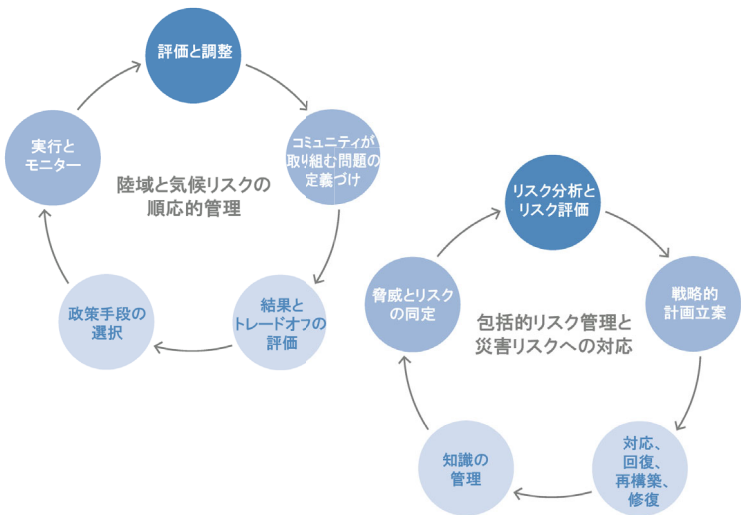 評価と調整
コミュニティが
取り組む問題の
定義づけ
結果と
トレードオフの
評価
政策手段の
選択
実行と
モニター
陸域と気候リスクの
順応的管理
リスク分析と
リスク評価
戦略的
計画立案
対応、
回復、
再構築、
修復
知識の
管理
脅威とリスク
の同定
包括的リスク管理と
災害リスクへの対応